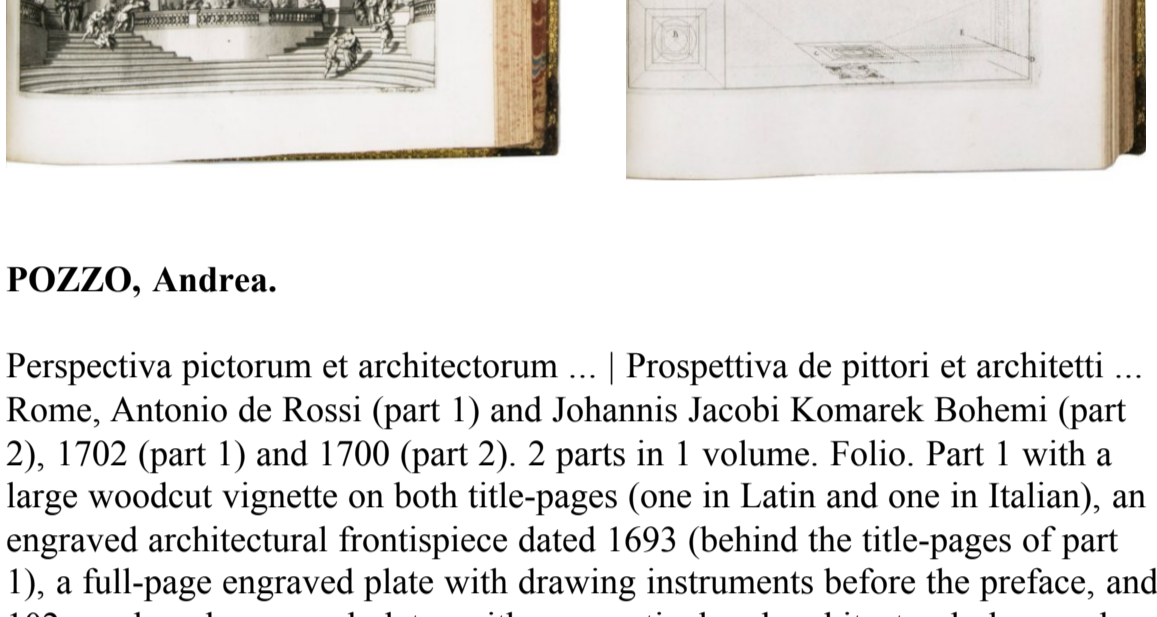 POZZO, Andrea.
Perspectiva pictorum et architectorum ... | Prospettiva de pittori et architetti ...
Rome, Antonio de Rossi (part 1) and Johannis Jacobi Komarek Bohemi (part
2), 1702 (part 1) and 1700 (part 2). 2 parts in 1 volume. Folio. Part 1 with a
large woodcut vignette on both title-pages (one in Latin and one in Italian), an
engraved architectural frontispiece dated 1693 (behind the title-pages of part
1), a full-page engraved plate with drawing instruments before the preface, and